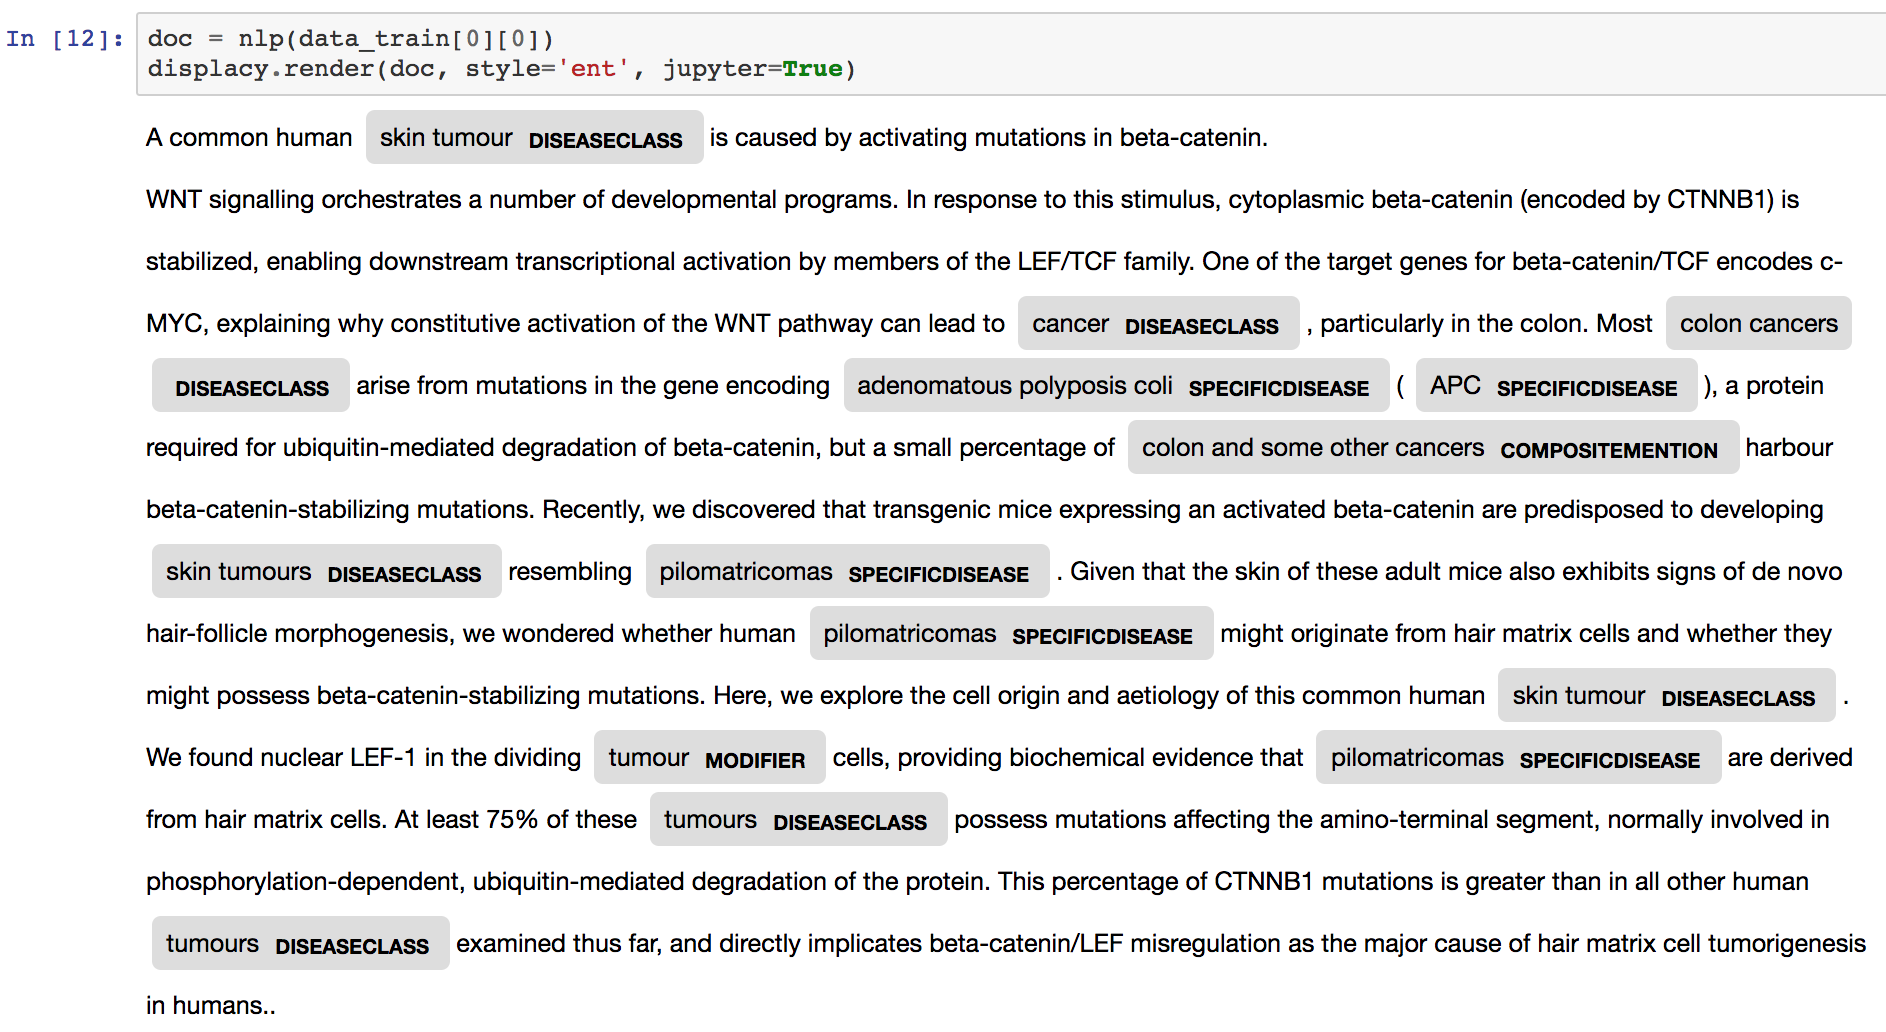 In [12]: doc = nlp(data_train[0][0])
displacy.render(doc, style='ent', jupyter=True)
A common human skin tumour DISEASECLASS is caused by activating mutations in beta-catenin.
WNT signalling orchestrates a number of developmental programs. In response to this stimulus, cytoplasmic beta-catenin (encoded by CTNNB1) is
stabilized, enabling downstream transcriptional activation by members of the LEF/TCF family. One of the target genes for beta-catenin/TCF encodes c-
MYC, explaining why constitutive activation of the WNT pathway can lead to cancer DISEASECLASS , particularly in the colon. Most colon cancers
DISEASECLASS arise from mutations in the gene encoding adenomatous polyposis coli SPECIFICDISEASE ( APC SPECIFICDISEASE ), a protein
required for ubiquitin-mediated degradation of beta-catenin, but a small percentage of colon and some other cancers COMPOSITEMENTION harbour
beta-catenin-stabilizing mutations. Recently, we discovered that transgenic mice expressing an activated beta-catenin are predisposed to developing
skin tumours DISEASECLASS resembling pilomatricomas SPECIFICDISEASE . Given that the skin of these adult mice also exhibits signs of de novo
hair-follicle morphogenesis, we wondered whether human pilomatricomas SPECIFICDISEASE might originate from hair matrix cells and whether they
might possess beta-catenin-stabilizing mutations. Here, we explore the cell origin and aetiology of this common human skin tumour DISEASECLASS .
We found nuclear LEF-1 in the dividing tumour MODIFIER cells, providing biochemical evidence that pilomatricomas SPECIFICDISEASE are derived
from hair matrix cells. At least 75% of these tumours DISEASECLASS possess mutations affecting the amino-terminal segment, normally involved in
phosphorylation-dependent, ubiquitin-mediated degradation of the protein. This percentage of CTNNB1 mutations is greater than in all other human
tumours DISEASECLASS examined thus far, and directly implicates beta-catenin/LEF misregulation as the major cause of hair matrix cell tumorigenesis
in humans..